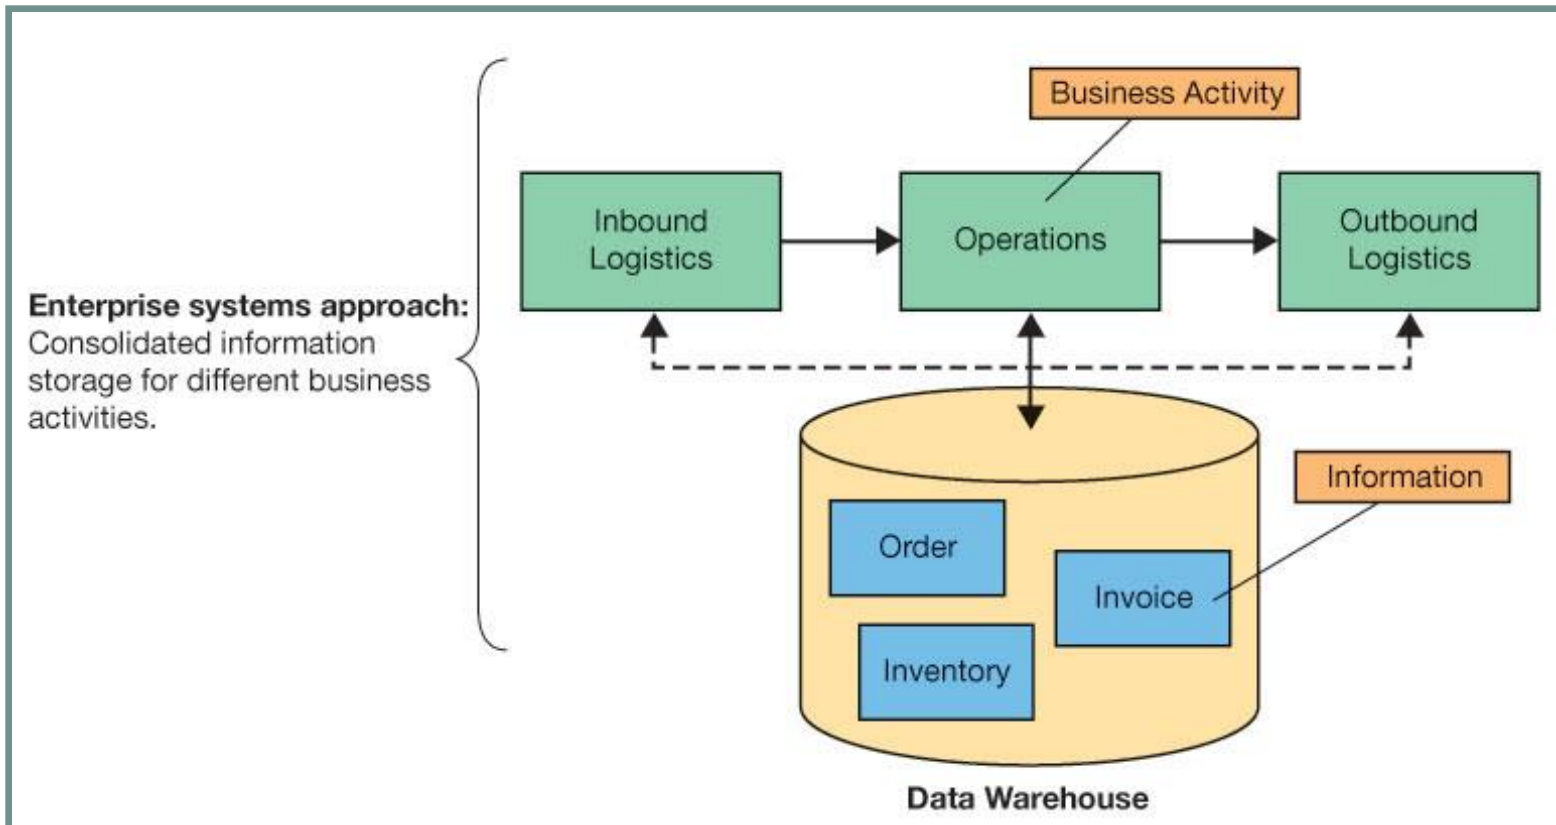 Business Activity
Inbound
Logistics
Operations
Outbound
Logistics
Enterprise systems approach:
Consolidated information
storage for different business
activities.
Information
Order
Invoice
Inventory
Data Warehouse